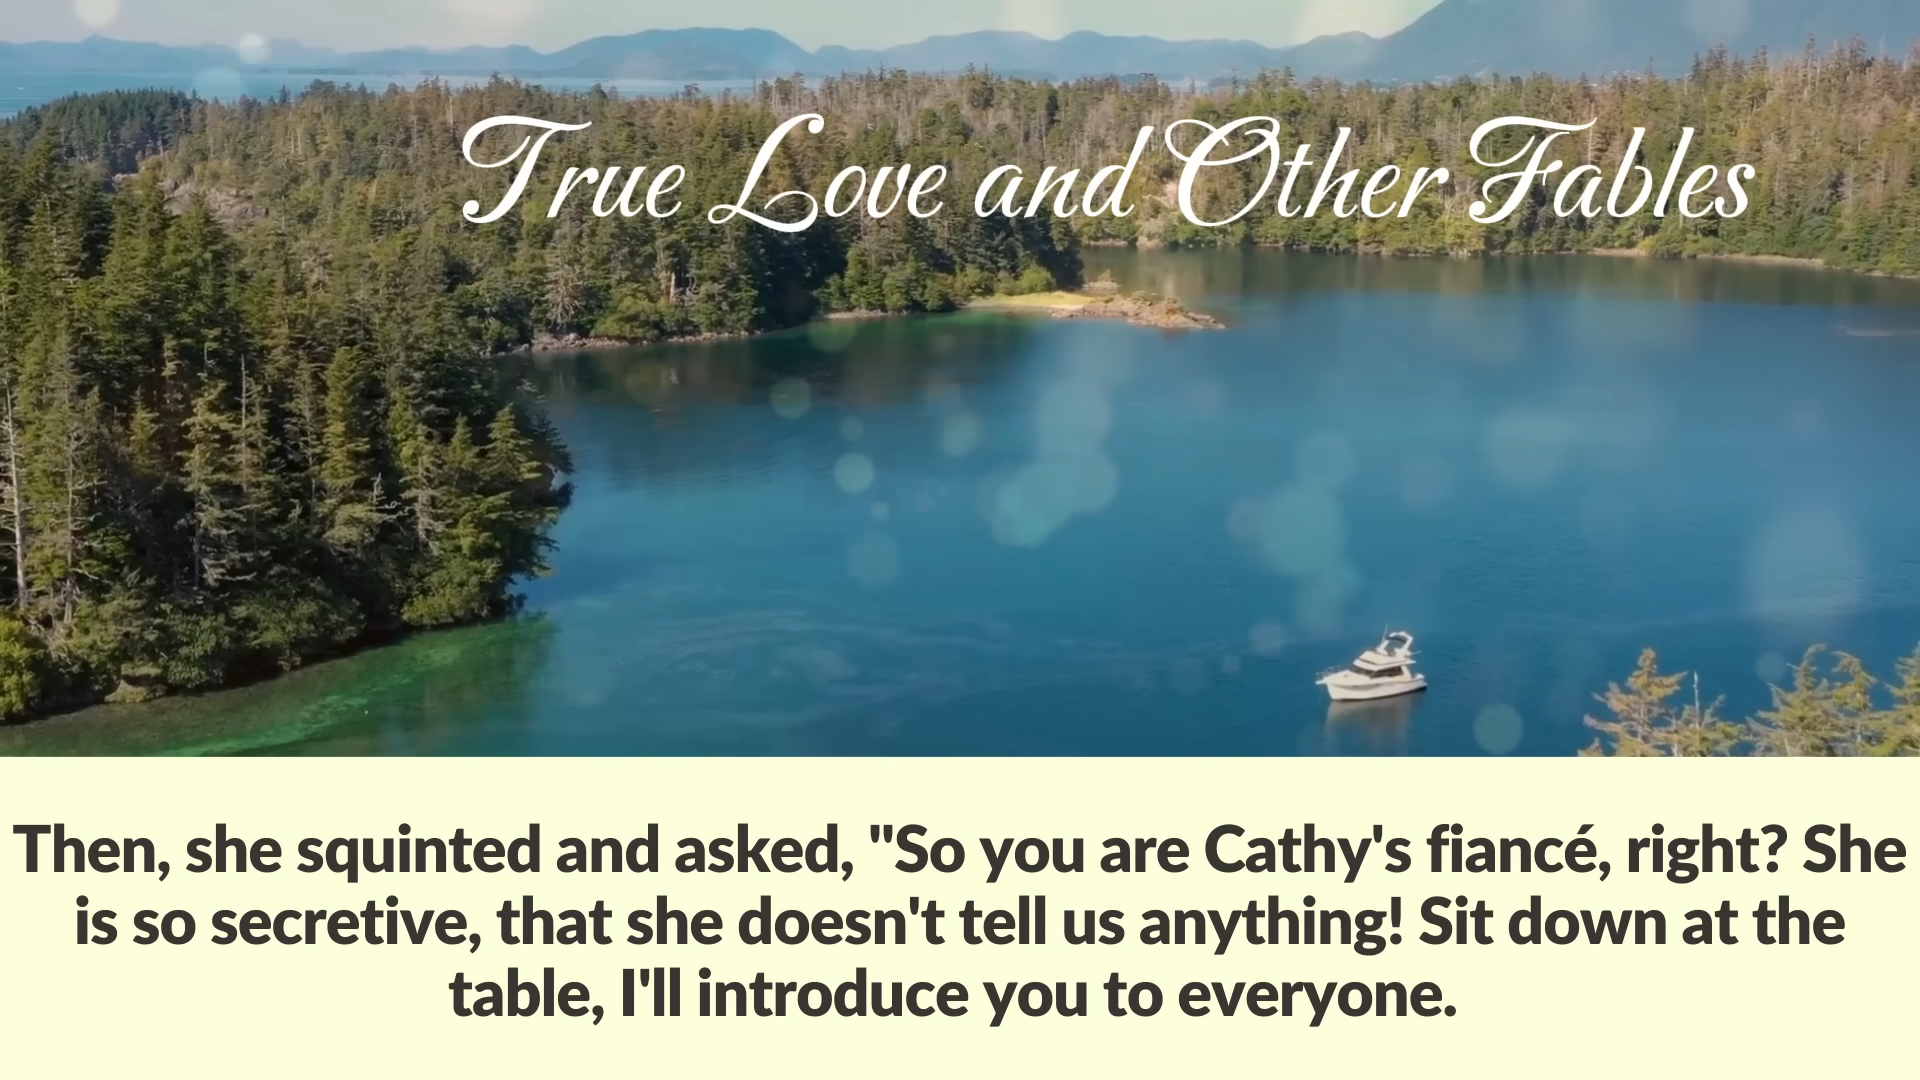 True Love and Other Fables
Then, she squinted and asked, "So you are Cathy's fiancé, right? She
is so secretive, that she doesn't tell us anything! Sit down at the
table, I'll introduce you to everyone.